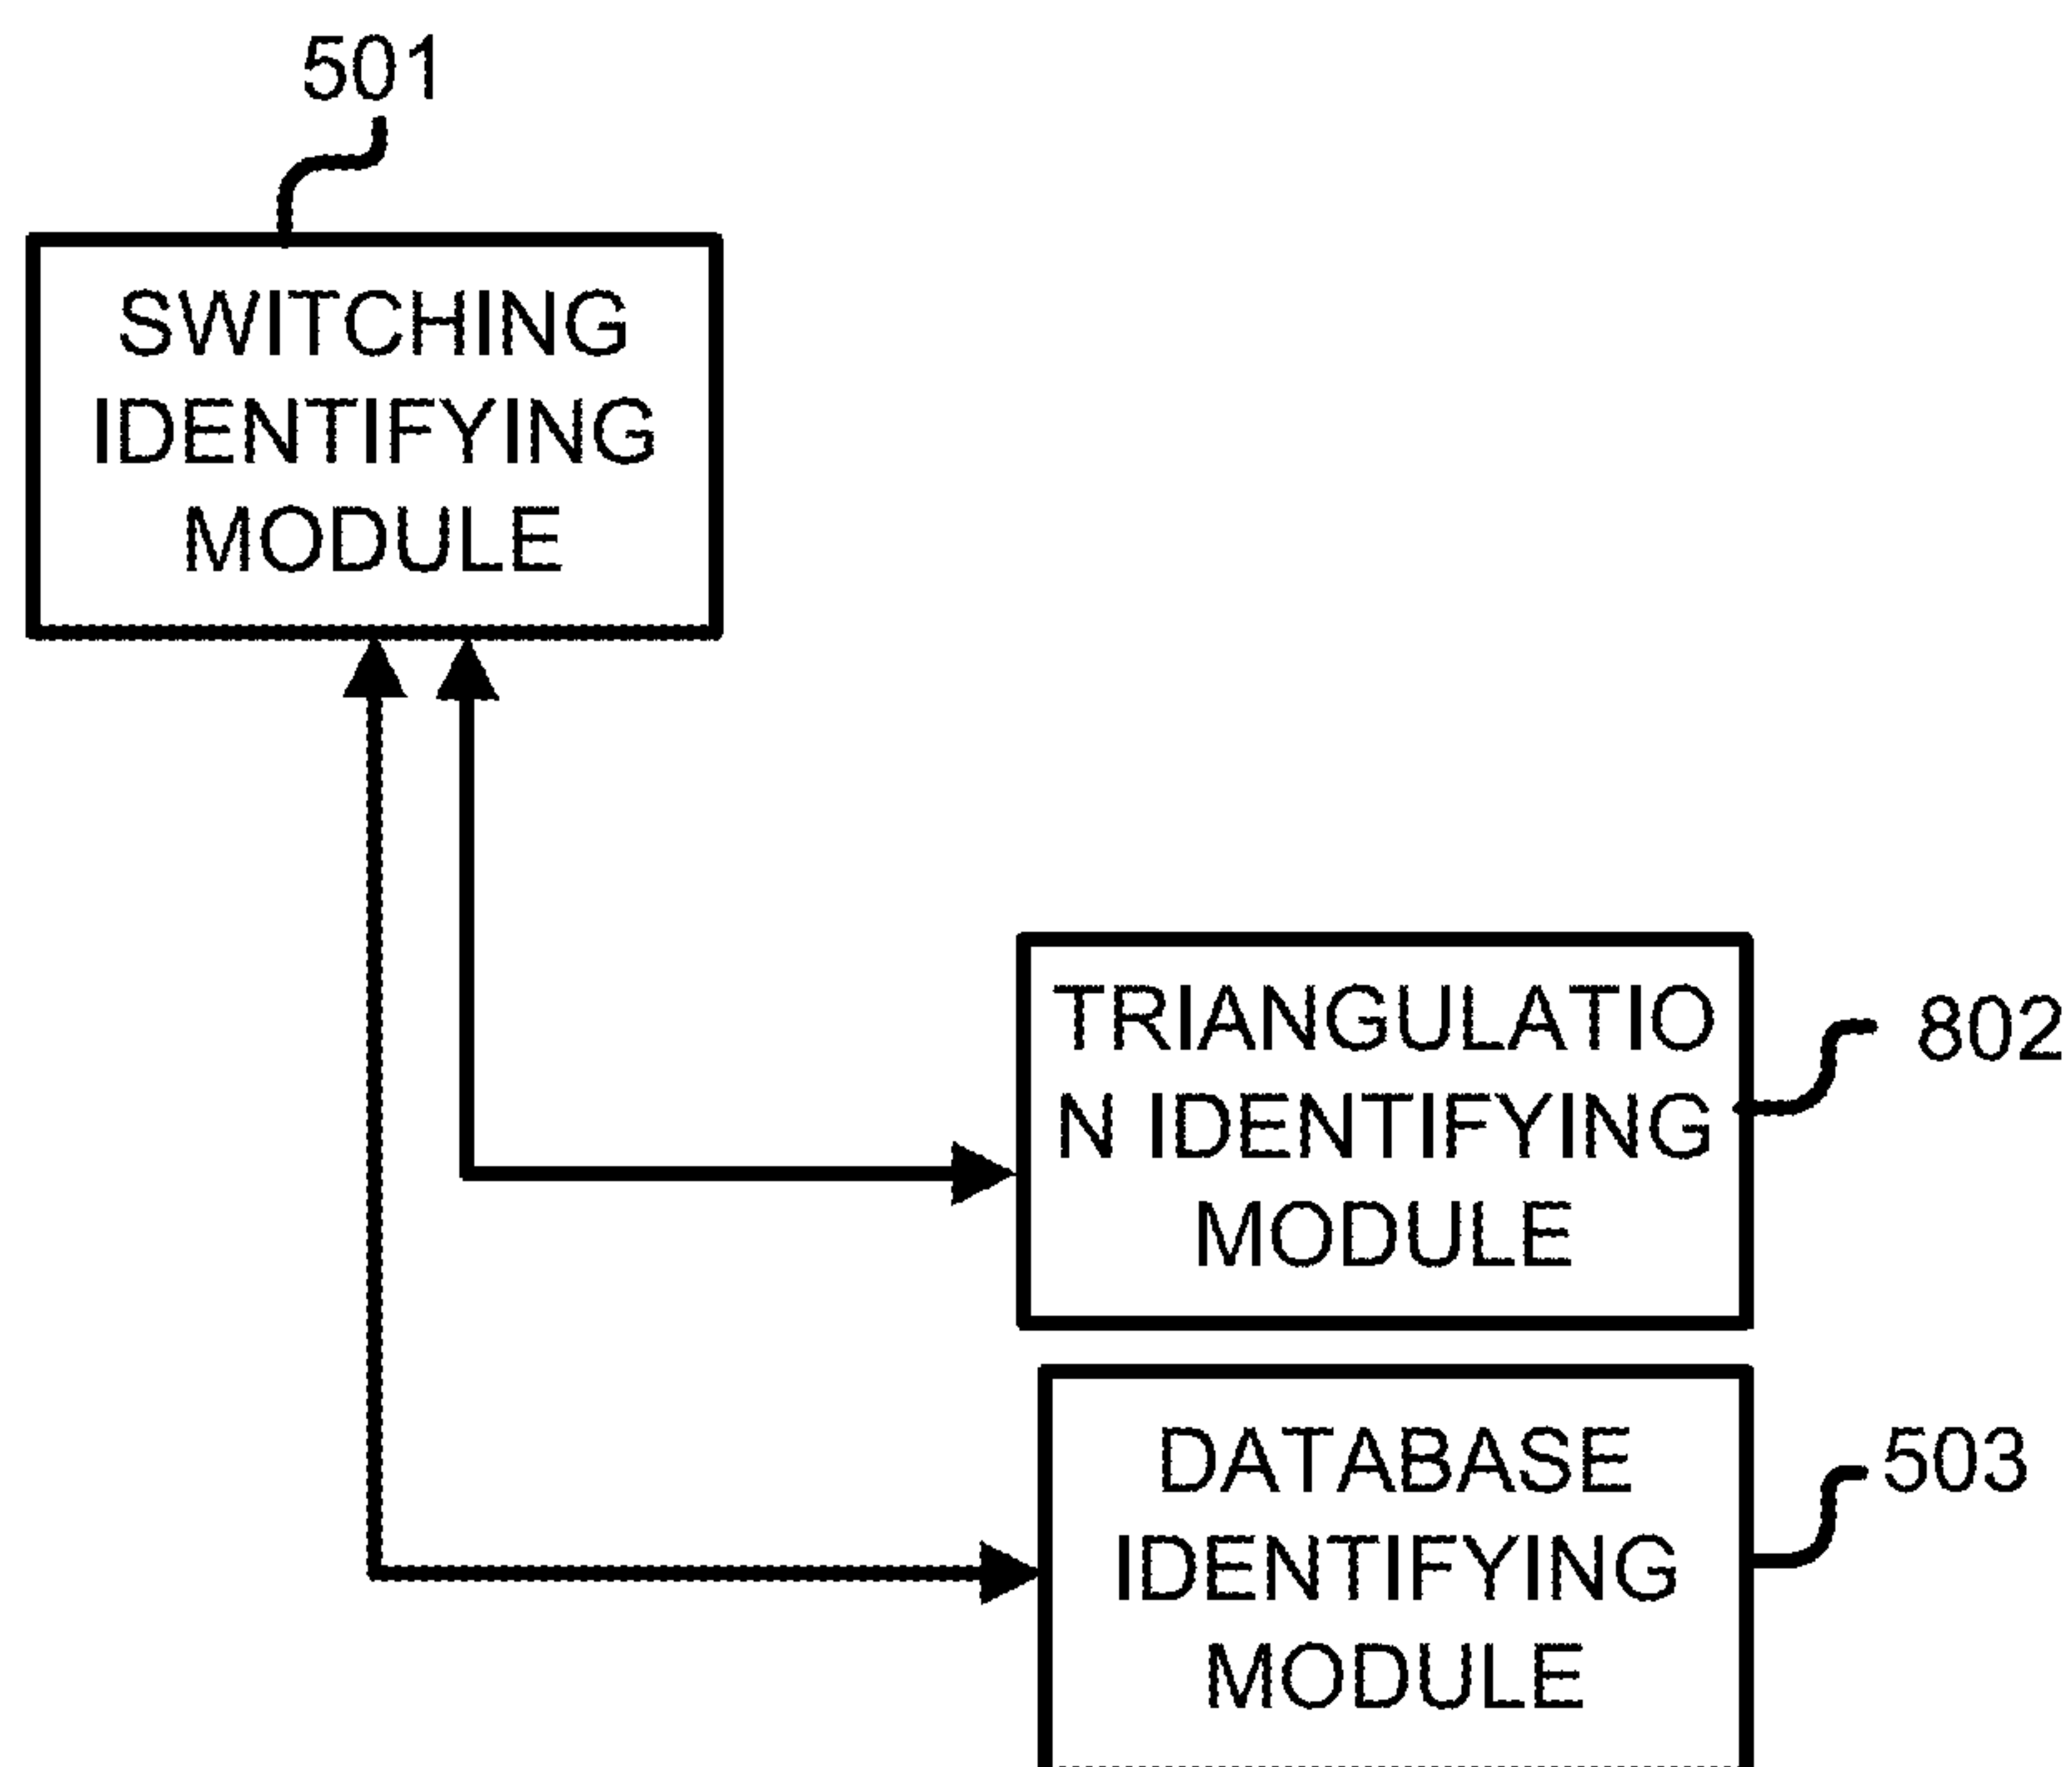 501
SWITCHING
IDENTIFYING
MODULE
TRIANGULATIO
N IDENTIFYING
MODULE
802
DATABASE
IDENTIFYING
MODULE
503